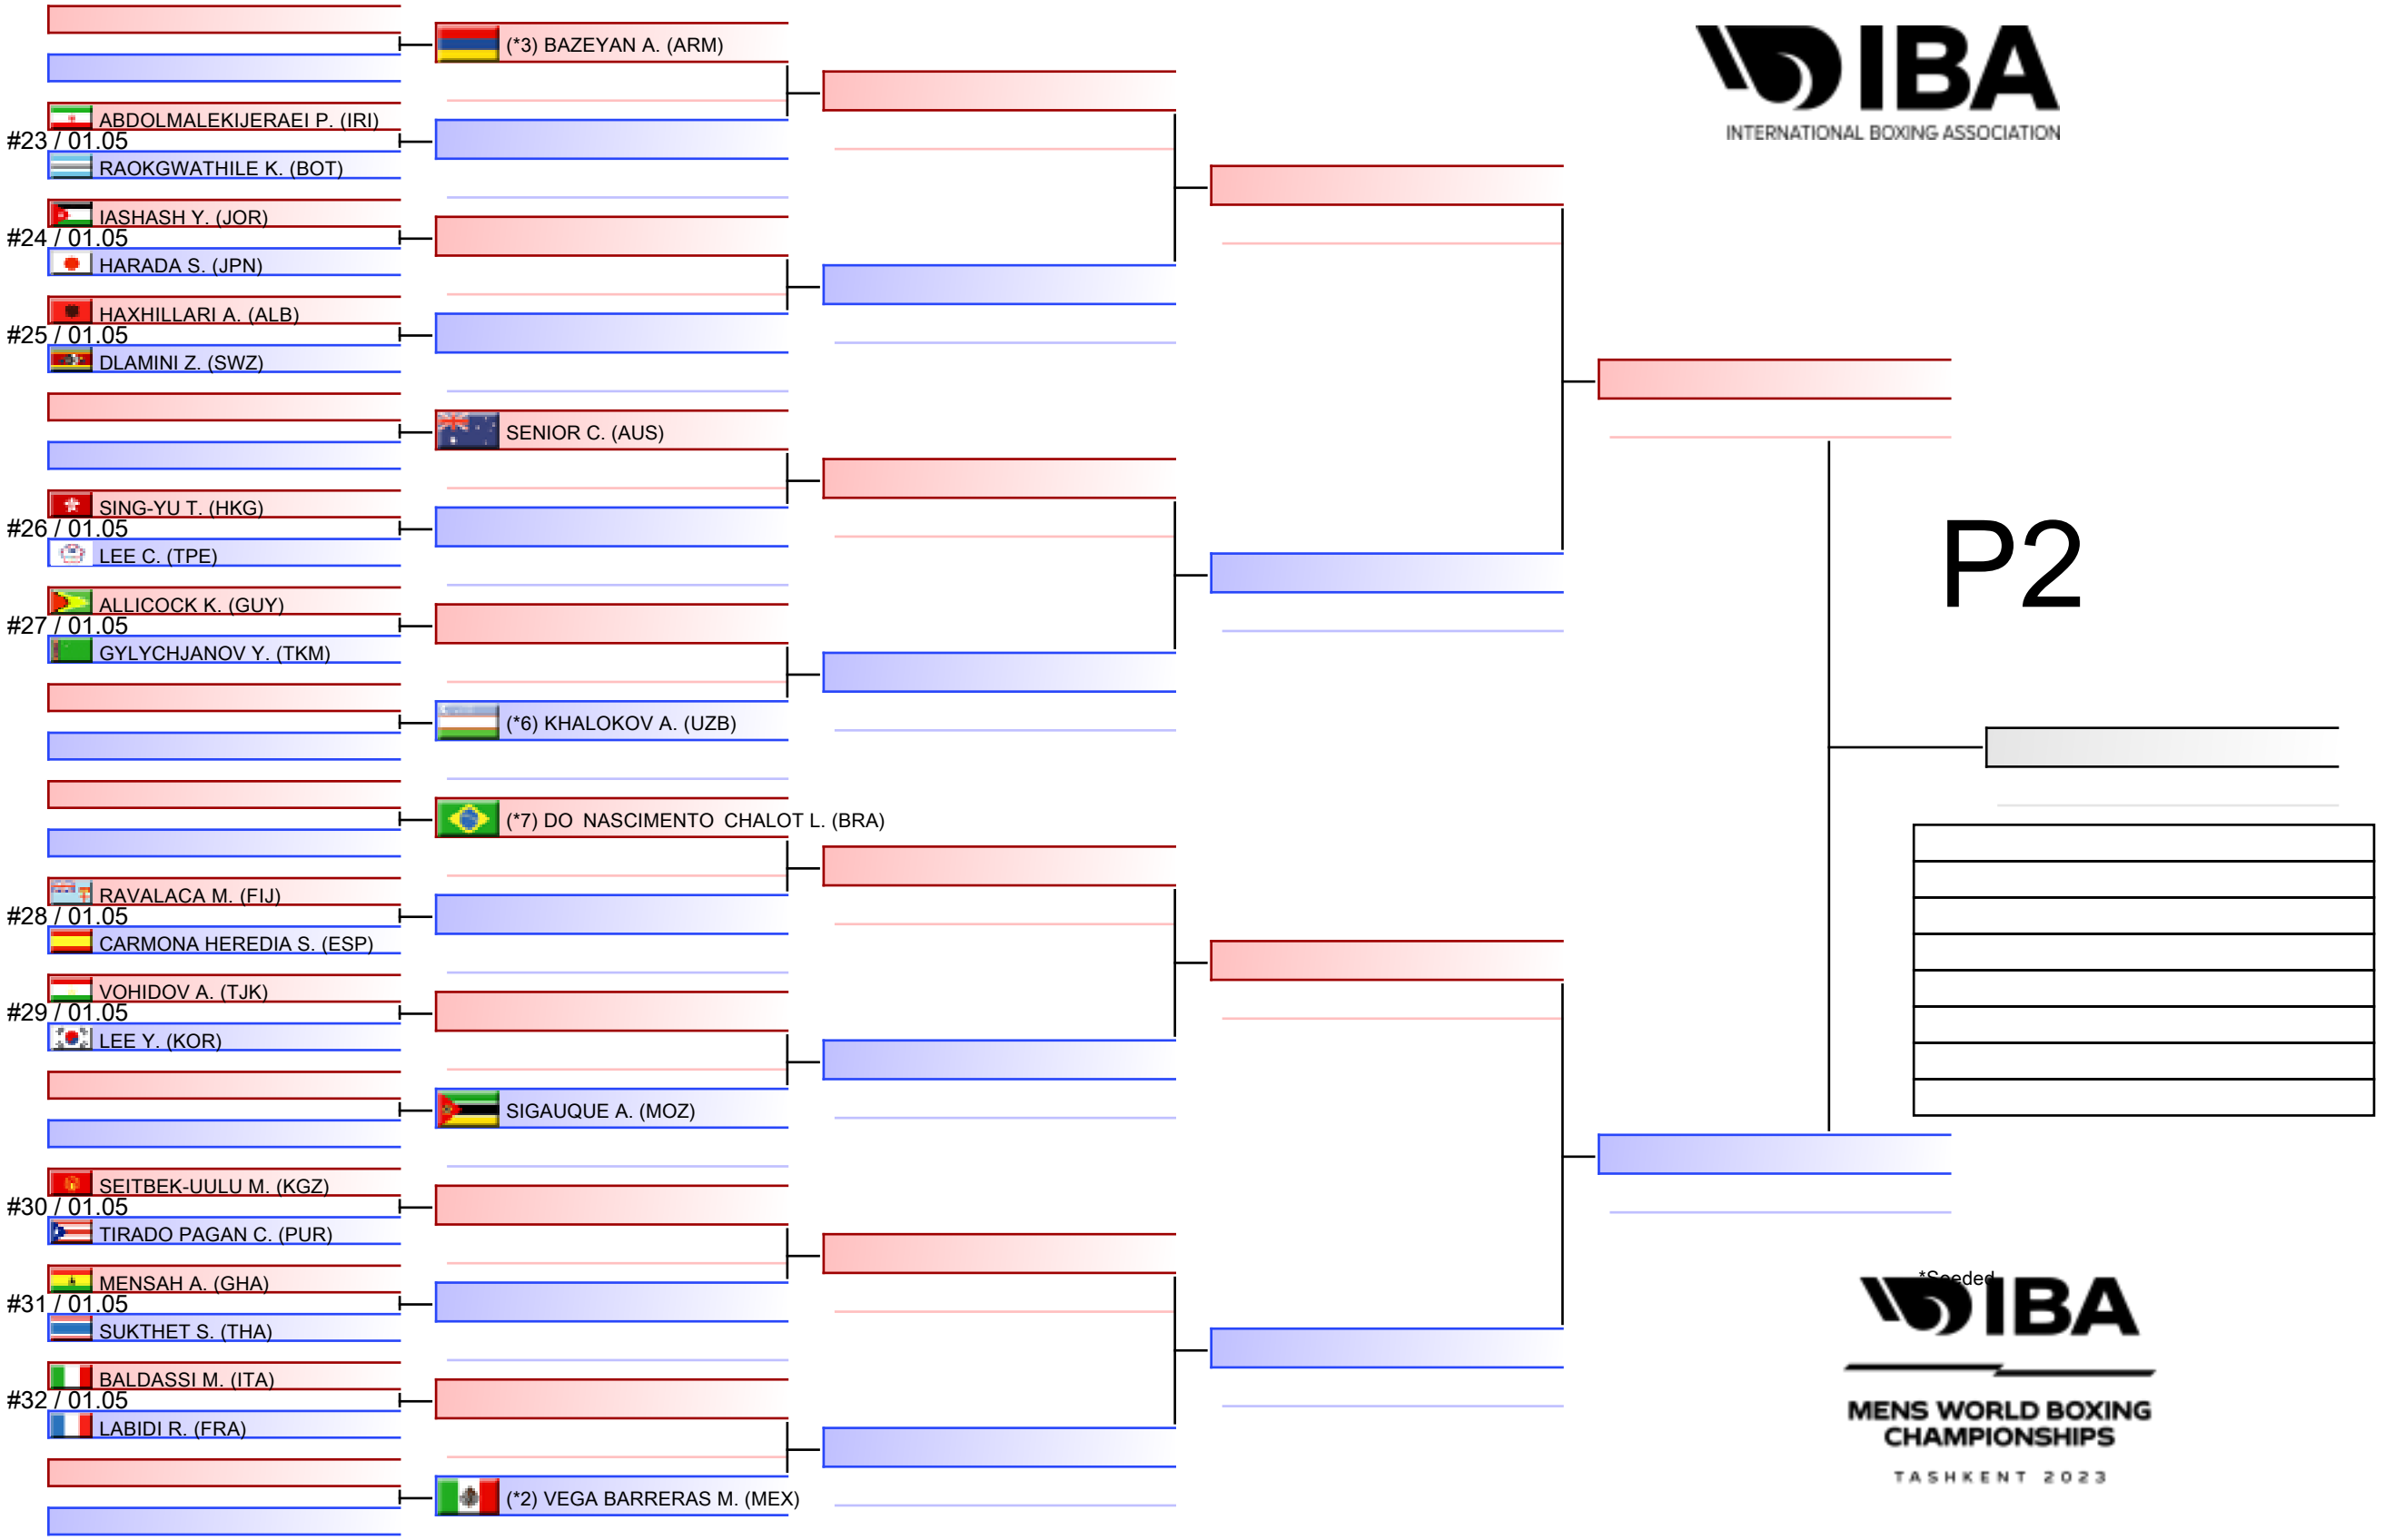 (*3) BAZEYAN A. (ARM)
ABDOLMALEKIJERAEI P. (IRI)
#23 / 01.05
RAOKGWATHILE K. (BOT)
IASHASH Y. (JOR)
#24 / 01.05
HARADA S. (JPN)
HAXHILLARI A. (ALB)
#25 / 01.05
DLAMINI Z. (SWZ)
SENIOR C. (AUS)
SING-YU T. (HKG)
#26 / 01.05
LEE C. (TPE)
ALLICOCK K. (GUY)
#27 / 01.05
GYLYCHJANOV Y. (TKM)
(*6) KHALOKOV A. (UZB)
(*7) DO NASCIMENTO CHALOT L. (BRA)
RAVALACA M. (FIJ)
#28 / 01.05
CARMONA HEREDIA S. (ESP)
VOHIDOV A. (TJK)
#29 / 01.05
LEE Y. (KOR)
SIGAUQUE A. (MOZ)
SEITBEK-UULU M. (KGZ)
#30 / 01.05
TIRADO PAGAN C. (PUR)
MENSAH A. (GHA)
#31 / 01.05
SUKTHET S. (THA)
BALDASSI M. (ITA)
#32 / 01.05
LABIDI R. (FRA)
(*2) VEGA BARRERAS M. (MEX)
IBA
INTERNATIONAL BOXING ASSOCIATION
P2
*Seeded
IBA
MENS WORLD BOXING
CHAMPIONSHIPS
TASHKENT 2023